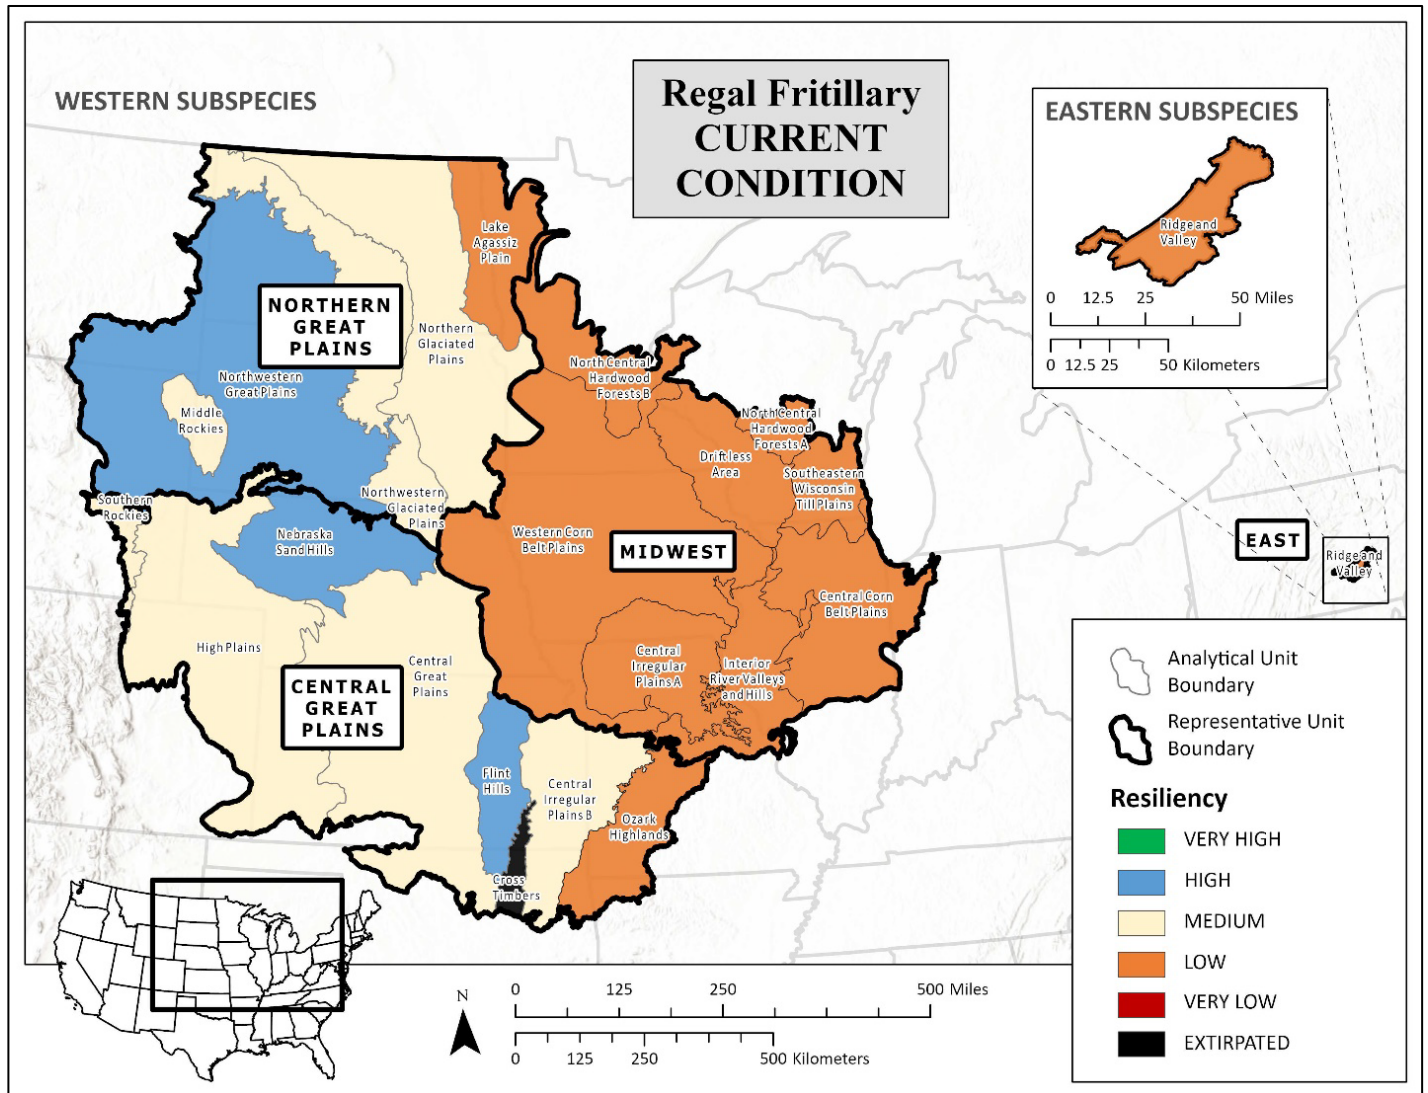 WESTERN SUBSPECIES
Regal Fritillary
CURRENT
CONDITION
EASTERN SUBSPECIES
Ridge and
Valley
0 12.5 25 50 Miles
0 12.5 25 50 Kilometers
Lake
Agassiz
Plain
NORTHERN
GREAT
PLAINS
Northern
Glaciated
Plains
Northwestern
Great Plains
Middle
Rockies
North Central
Hardwood
Forests B
North Central
Hardwood
Forests A
Driftless
Area
Southeastern
Wisconsin
Till Plains
Southern
Rockies
Northwestern
Glaciated
Plains
Nebraska
Sand Hills
Western Corn
Belt Plains
MIDWEST
EAST
Ridge and
Valley
Central Corn
Belt Plains
High Plains
Central
Great
Plains
Central
Irregular
Plains A
Interior
River Valleys
and Hills
CENTRAL
GREAT
PLAINS
Flint
Hills
Central
Irregular
Plains B
Ozark
Highlands
Cross
Timbers
Analytical Unit
Boundary
Representative Unit
Boundary
Resiliency
VERY HIGH
HIGH
MEDIUM
LOW
VERY LOW
EXTIRPATED
N
0 125 250 500 Miles
0 125 250 500 Kilometers